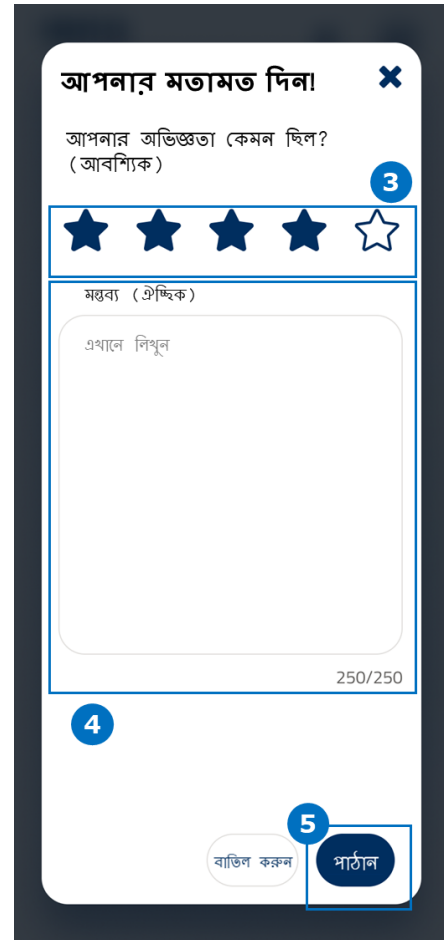 আপনার মতামত দিন!
আপনার অভিজ্ঞতা কেমন ছিল?
(আবশ্যিক)
3
মন্তব্য (ঐচ্ছিক)
এখানে লিখুন
250/250
4
5
বাতিল করুন
পাঠান